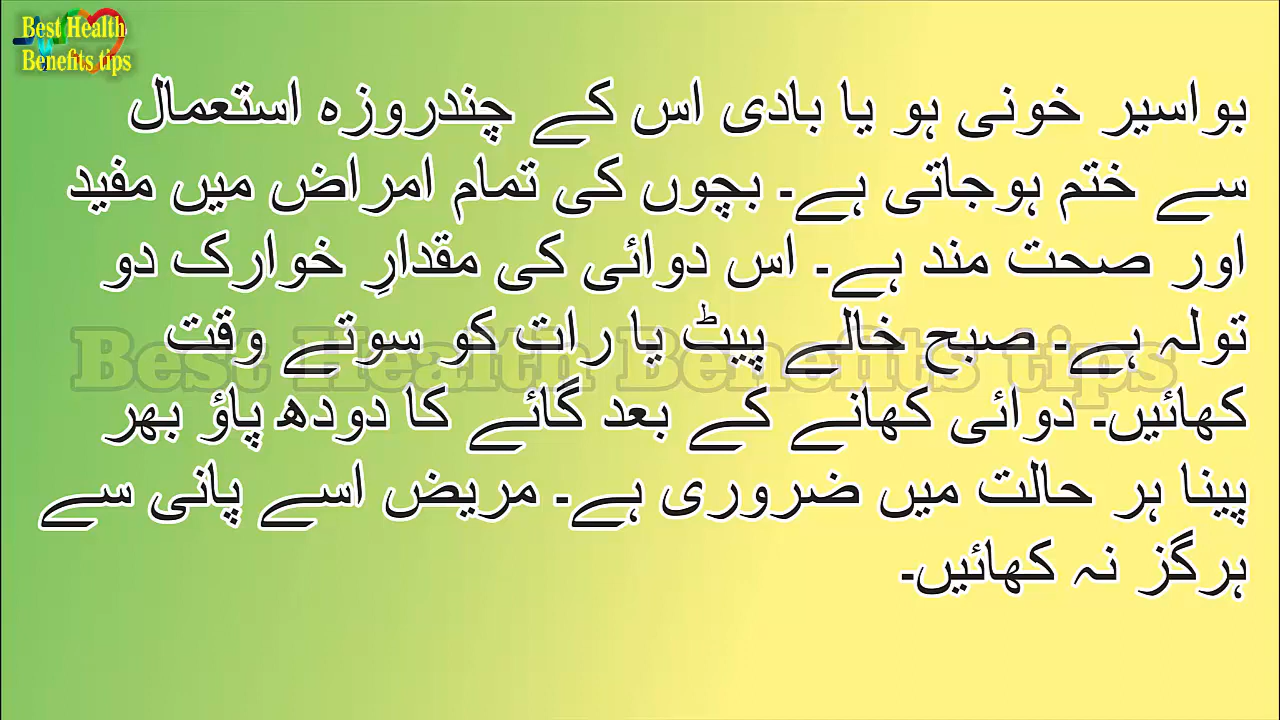 Best Health
Benefits tips
بواسیر خونی ہو یا بادی اس کے چندروزہ استعمال
سے ختم ہوجاتی ہے۔ بچوں کی تمام امراض میں مفید
اور صحت مند ہے۔ اس دوائی کی مقدارِ خوارک دو
تولہ ہے۔ صبح خالے پیٹ یا رات کو سوتے وقت
Best Health Benefits tips
کھائیں۔ دوائی کھانے کے بعد گائے کا دودھ پاؤ بھر
پینا ہر حالت میں ضروری ہے۔ مریض اسے پانی سے
ہرگز نہ کھائیں۔